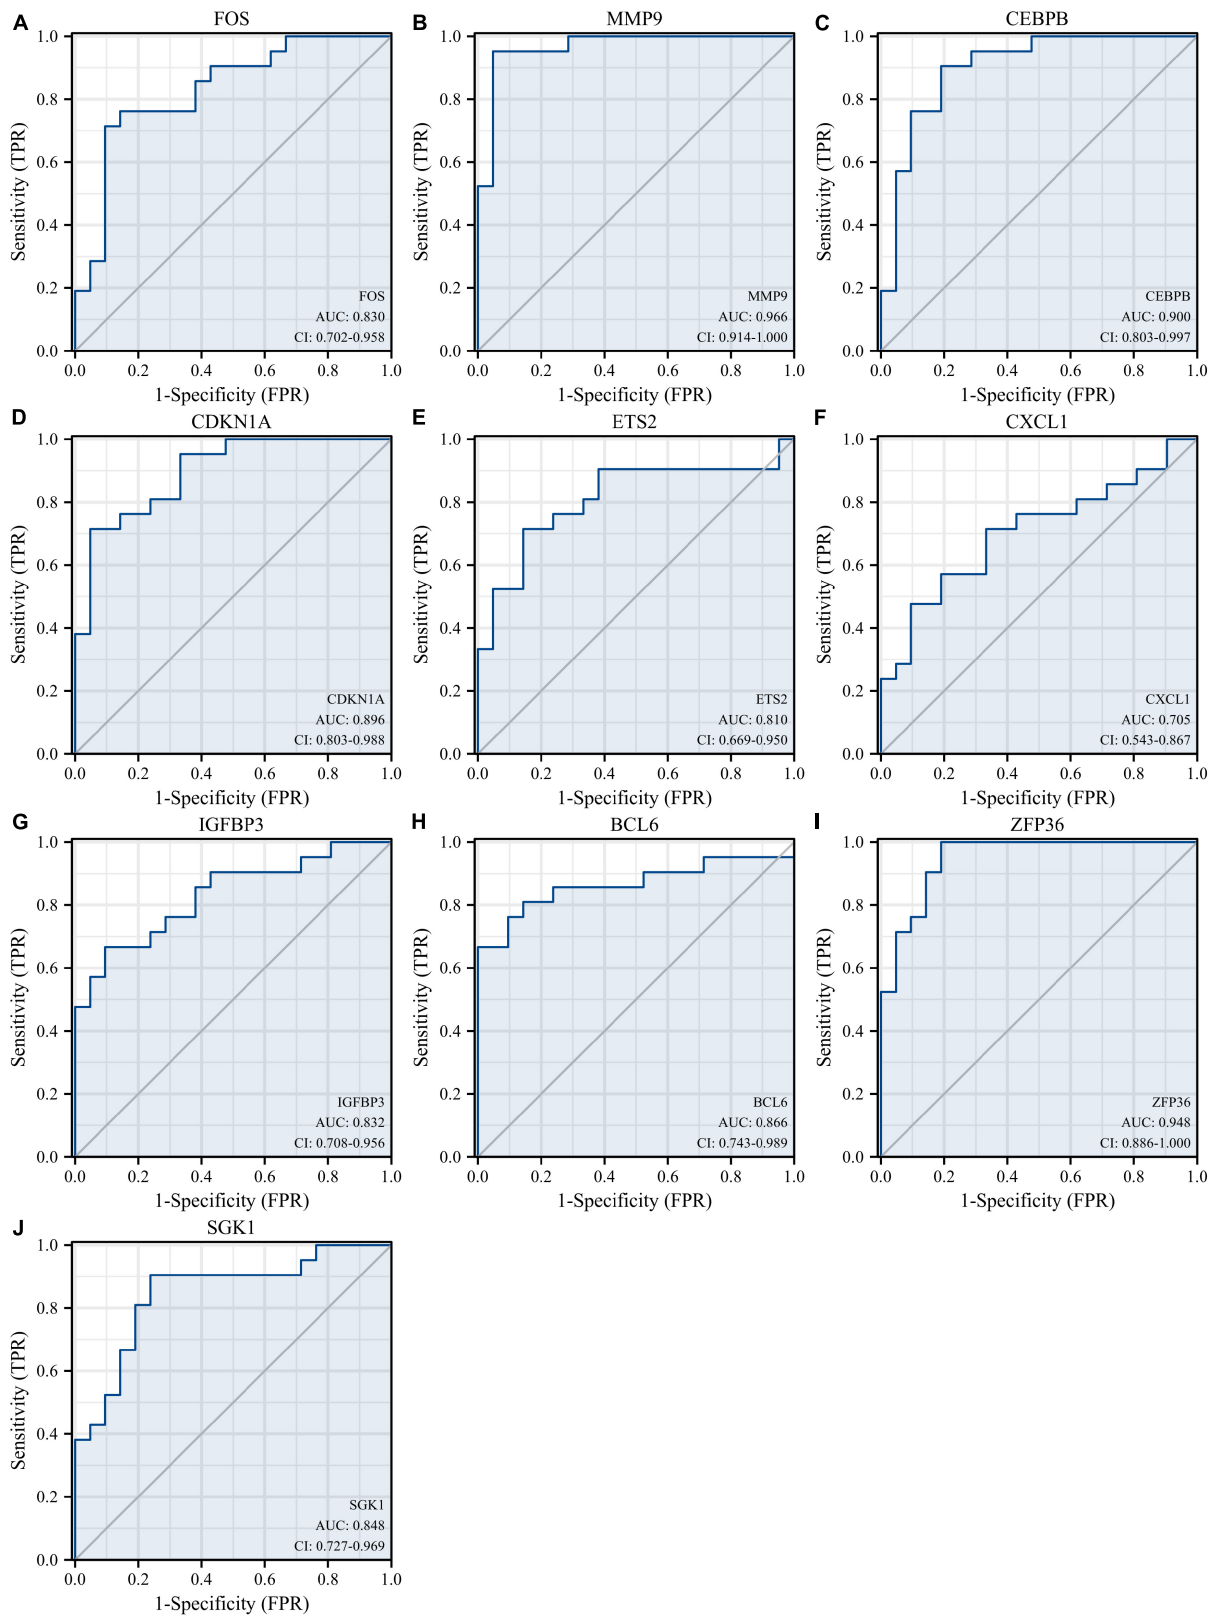 A
FOS
1.0
0.8
0.6
0.4
0.2
0.0
Sensitivity (TPR)
FOS
AUC: 0.830
CI: 0.702-0.958
0.0 0.2 0.4 0.6 0.8 1.0
1-Specificity (FPR)
B
MMP9
1.0
0.8
0.6
0.4
0.2
0.0
Sensitivity (TPR)
MMP9
AUC: 0.966
CI: 0.914-1.000
0.0 0.2 0.4 0.6 0.8 1.0
1-Specificity (FPR)
C
CEBPB
1.0
0.8
0.6
0.4
0.2
0.0
Sensitivity (TPR)
CEBPB
AUC: 0.900
CI: 0.803-0.997
0.0 0.2 0.4 0.6 0.8 1.0
1-Specificity (FPR)
D
CDKN1A
1.0
0.8
0.6
0.4
0.2
0.0
Sensitivity (TPR)
CDKN1A
AUC: 0.896
CI: 0.803-0.988
0.0 0.2 0.4 0.6 0.8 1.0
1-Specificity (FPR)
E
ETS2
1.0
0.8
0.6
0.4
0.2
0.0
Sensitivity (TPR)
ETS2
AUC: 0.810
CI: 0.669-0.950
0.0 0.2 0.4 0.6 0.8 1.0
1-Specificity (FPR)
F
CXCL1
1.0
0.8
0.6
0.4
0.2
0.0
Sensitivity (TPR)
CXCL1
AUC: 0.705
CI: 0.543-0.867
0.0 0.2 0.4 0.6 0.8 1.0
1-Specificity (FPR)
G
IGFBP3
1.0
0.8
0.6
0.4
0.2
0.0
Sensitivity (TPR)
IGFBP3
AUC: 0.832
CI: 0.708-0.956
0.0 0.2 0.4 0.6 0.8 1.0
1-Specificity (FPR)
H
BCL6
1.0
0.8
0.6
0.4
0.2
0.0
Sensitivity (TPR)
BCL6
AUC: 0.866
CI: 0.743-0.989
0.0 0.2 0.4 0.6 0.8 1.0
1-Specificity (FPR)
I
ZFP36
1.0
0.8
0.6
0.4
0.2
0.0
Sensitivity (TPR)
ZFP36
AUC: 0.948
CI: 0.886-1.000
0.0 0.2 0.4 0.6 0.8 1.0
1-Specificity (FPR)
J
SGK1
1.0
0.8
0.6
0.4
0.2
0.0
Sensitivity (TPR)
SGK1
AUC: 0.848
CI: 0.727-0.969
0.0 0.2 0.4 0.6 0.8 1.0
1-Specificity (FPR)